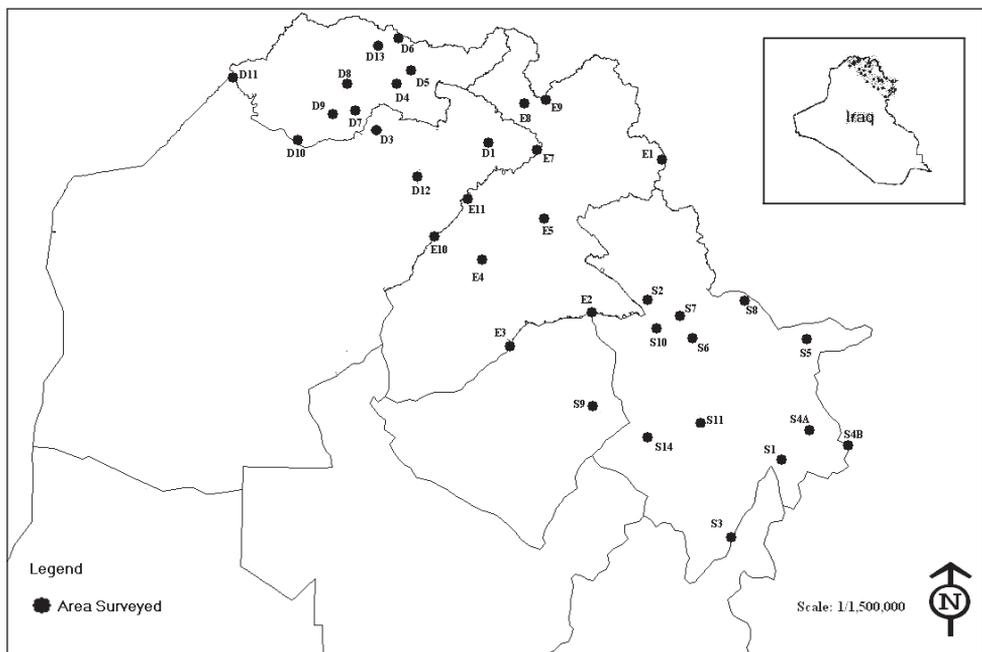 D6
D13
D11
D5
D8
D4
D9
D7
E8
E9
D3
D10
D1
E7
E1
Iraq
D12
E11
E5
E10
E4
S2
E2
S7
S8
S10
S6
E3
S5
S9
S11
S4A
S14
S4B
S1
S3
Legend
Area Surveyed
Scale: 1/1,500,000
N